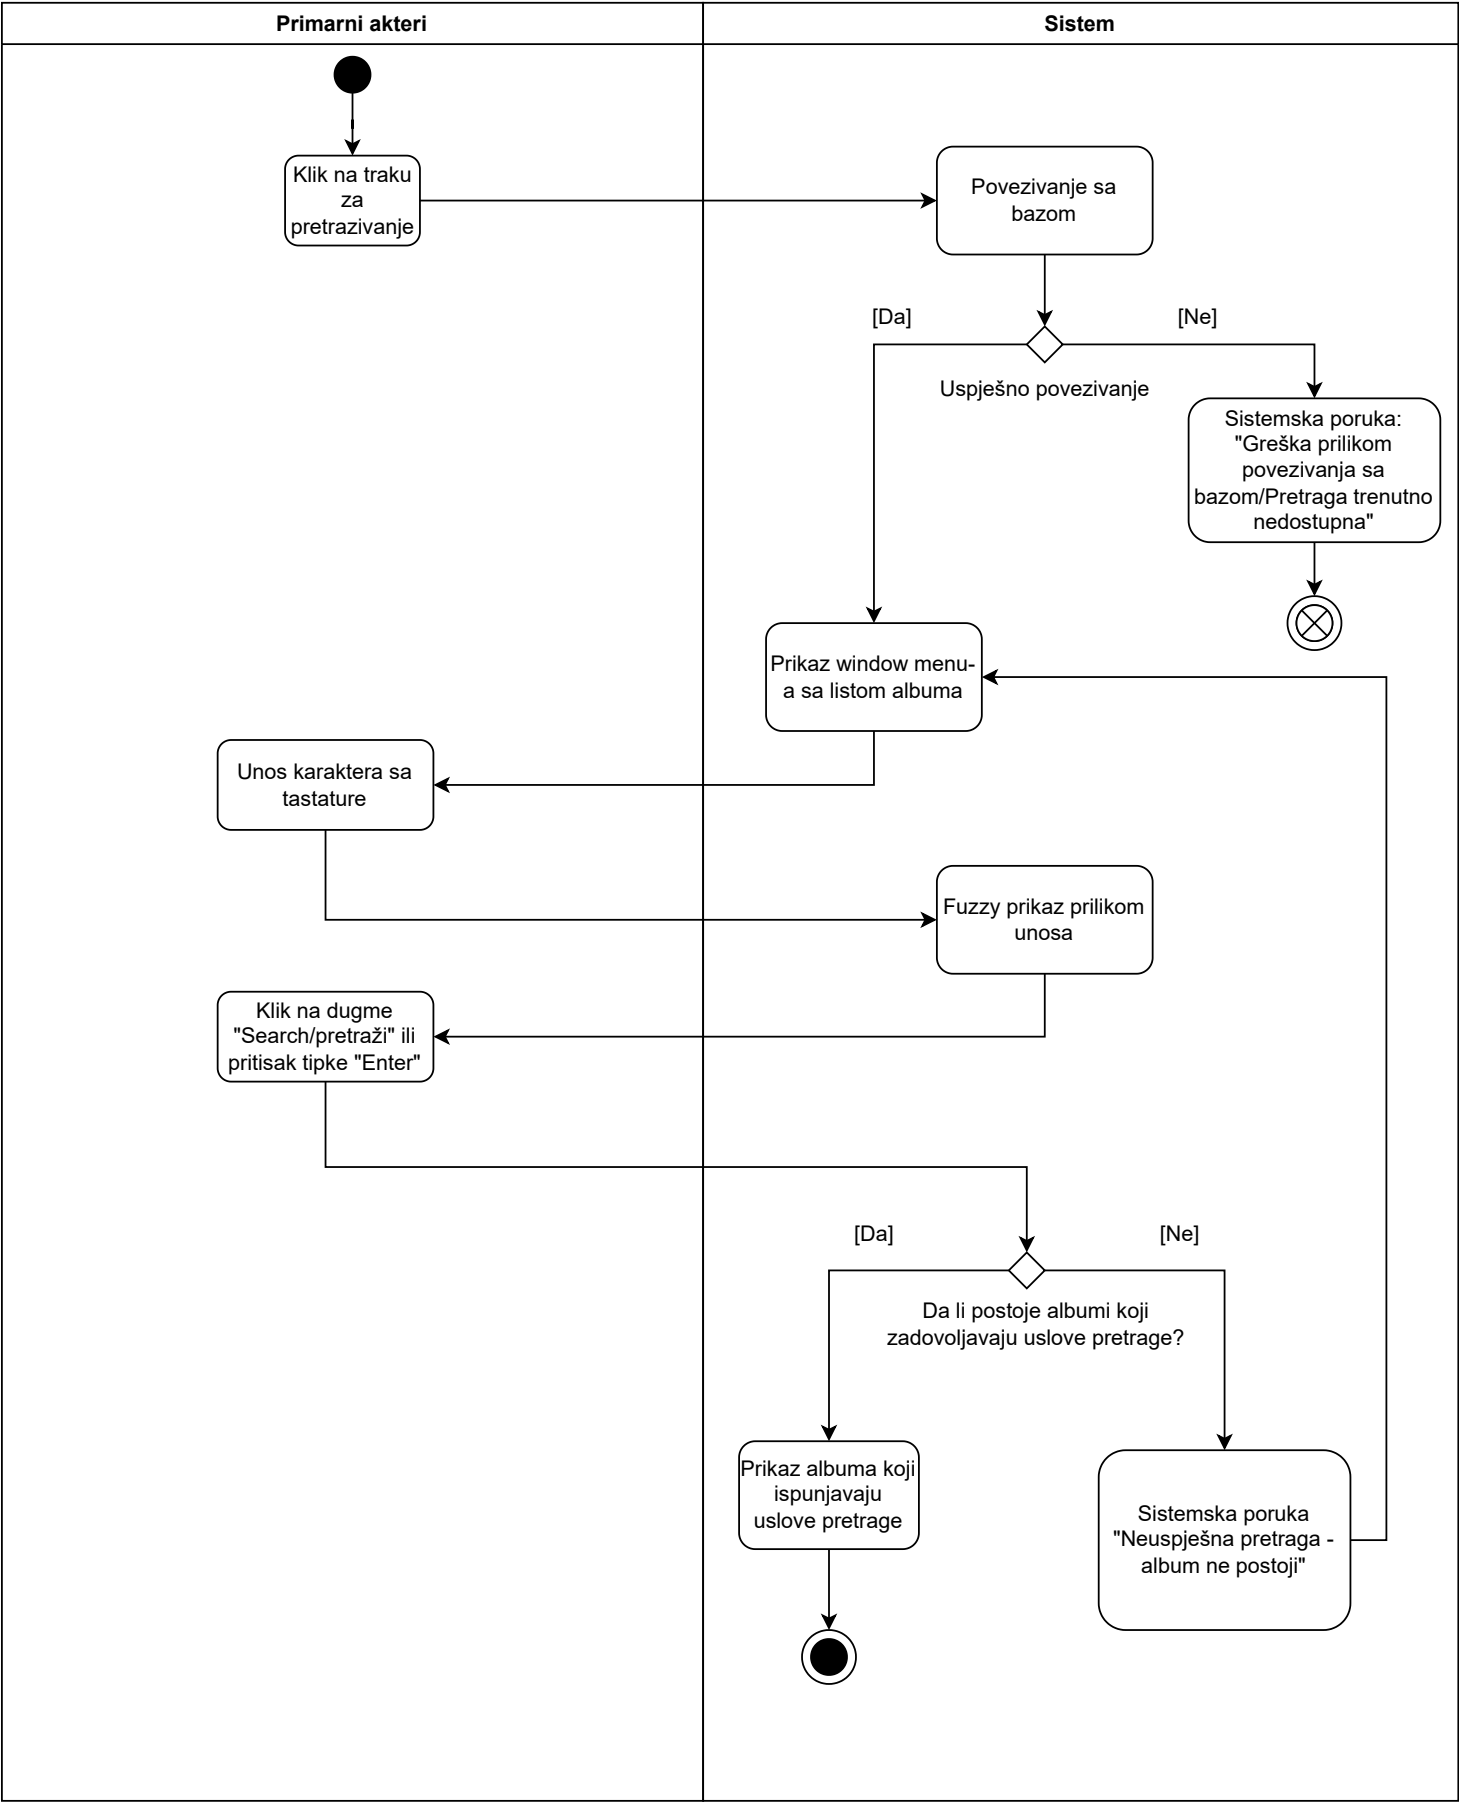 Primarni akteri
Sistem
Klik na traku
za
pretrazivanje
Povezivanje sa
bazom
[Da]
[Ne]
Uspješno povezivanje
Sistemska poruka:
"Greška prilikom
povezivanja sa
bazom/Pretraga trenutno
nedostupna"
Prikaz window menu-
a sa listom albuma
Unos karaktera sa
tastature
Fuzzy prikaz prilikom
unosa
Klik na dugme
"Search/pretraži" ili
pritisak tipke "Enter"
[Da]
[Ne]
Da li postoje albumi koji
zadovoljavaju uslove pretrage?
Prikaz albuma koji
ispunjavaju
uslove pretrage
Sistemska poruka
"Neuspješna pretraga -
album ne postoji"